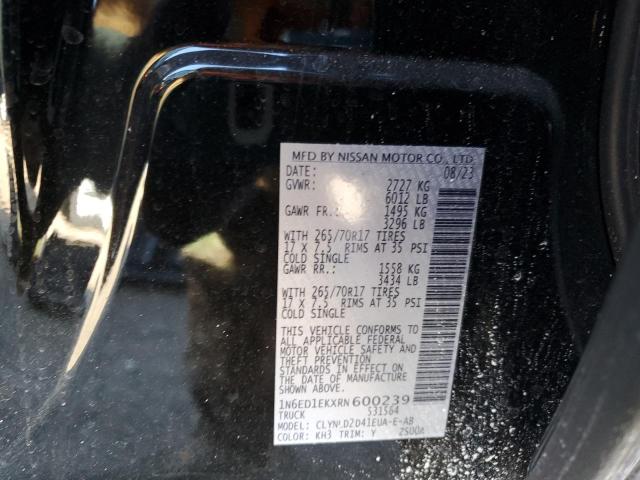 MFD BY NISSAN MOTOR CO., LTD.
DATE: 08/23
GVWR: 2727 KG
6012 LB
GAWR FR.: 1495 KG
3296 LB
WITH 265/70R17 TIRES
17 X 7.5 RIMS AT 35 PSI
COLD SINGLE
GAWR RR.: 1558 KG
3434 LB
WITH 265/70R17 TIRES
17 X 7.5 RIMS AT 35 PSI
COLD SINGLE
THIS VEHICLE CONFORMS TO
ALL APPLICABLE FEDERAL
MOTOR VEHICLE SAFETY AND
THEFT PREVENTION
STANDARDS IN EFFECT ON
THE DATE OF MANUFACTURE
SHOWN ABOVE.
1N6ED1EKXRN600239
TRUCK 531564
MODEL:
COLOR: KH3 TRIM: Y